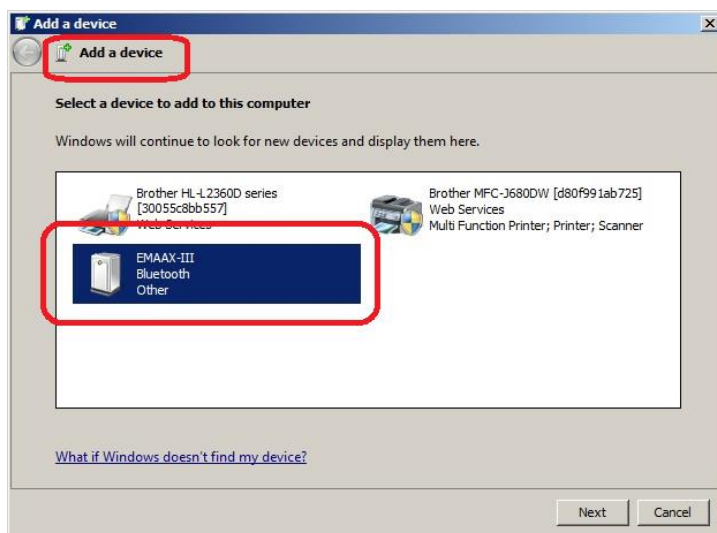 Add a device
Add a device
Select a device to add to this computer
Windows will continue to look for new devices and display them here.
Brother HL-L2360D series
[30055c8bb557]
Web Services
Brother MFC-J680DW [d80f991ab725]
Web Services
Multi Function Printer; Printer; Scanner
EMAAX-III
Bluetooth
Other
What if Windows doesn't find my device?
Next
Cancel